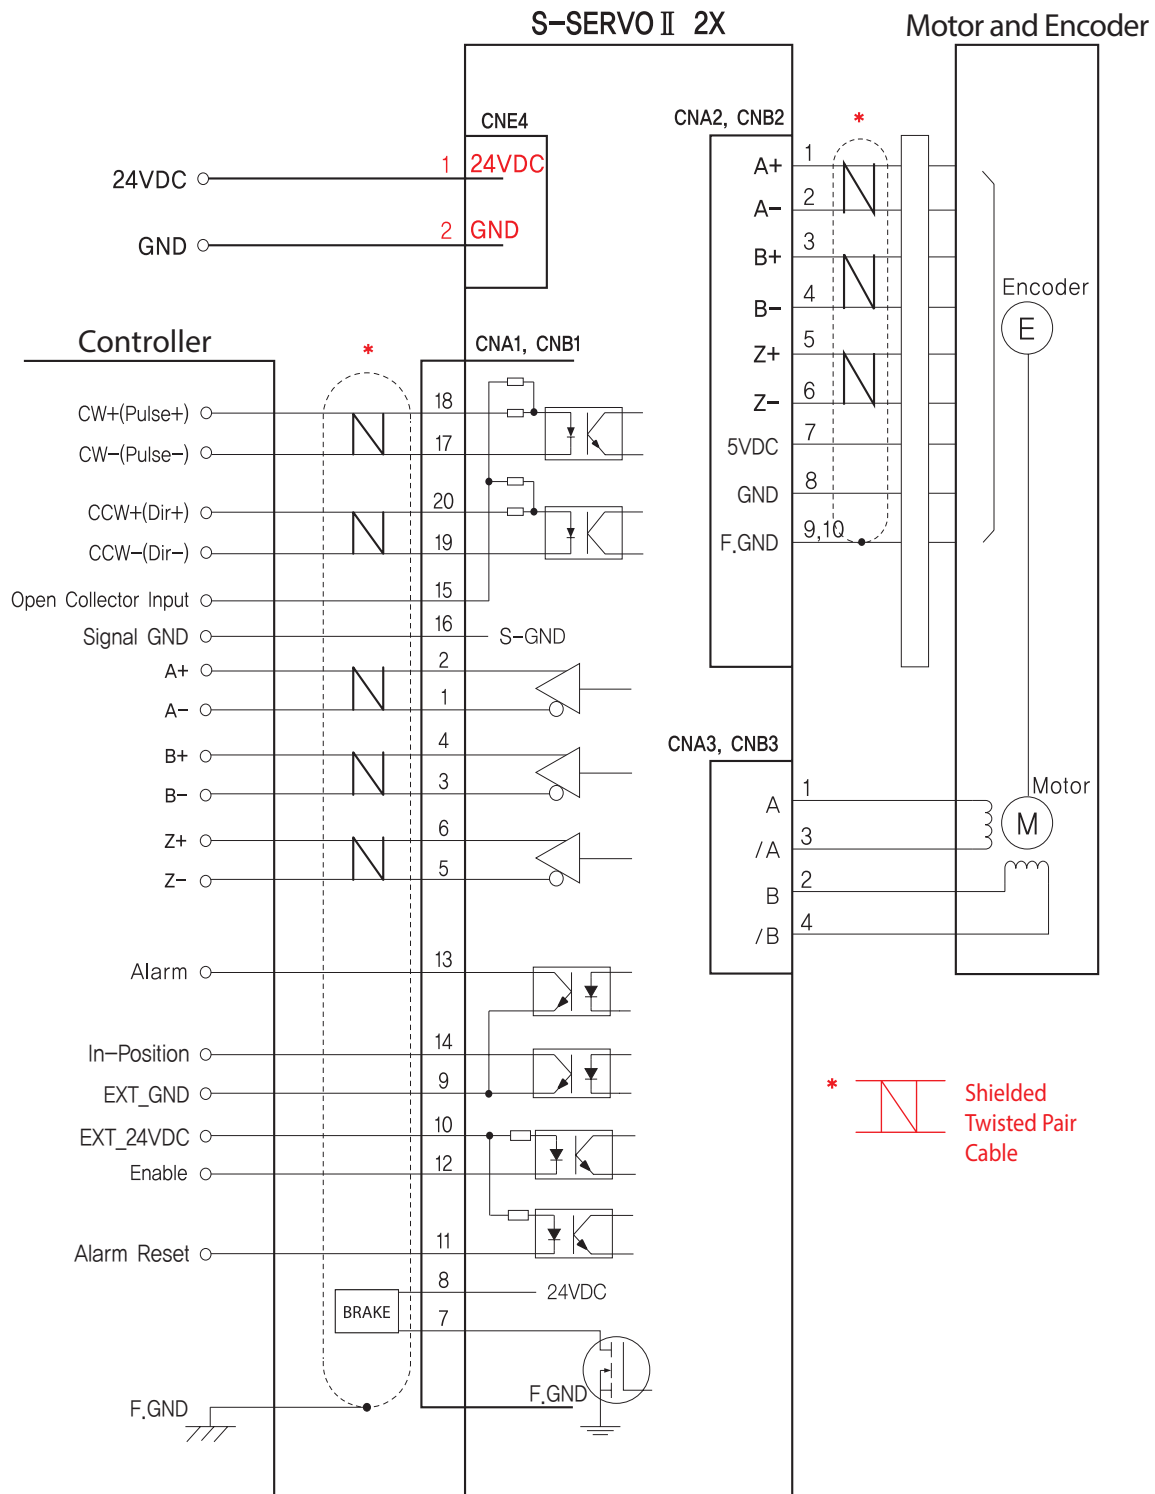 S-SERVO Ⅱ 2X
Motor and Encoder
CNE4
24VDC 1 24VDC
GND 2 GND
CNA2, CNB2
*
A+ 1
A- 2
B+ 3
B- 4
Z+ 5
Z- 6
5VDC 7
GND 8
F.GND 9,10
Encoder
E
Controller
*
CNA1, CNB1
CW+(Pulse+) 18
CW-(Pulse-) 17
CCW+(Dir+) 20
CCW-(Dir-) 19
Open Collector Input 15
Signal GND 16 S-GND
A+ 2
A- 1
B+ 4
B- 3
Z+ 6
Z- 5
Alarm 13
In-Position 14
EXT_GND 9
EXT_24VDC 10
Enable 12
Alarm Reset 11
BRAKE
8 24VDC
7
F.GND
F.GND
CNA3, CNB3
A 1
/A 3
B 2
/B 4
Motor
M
* Shielded
Twisted Pair
Cable